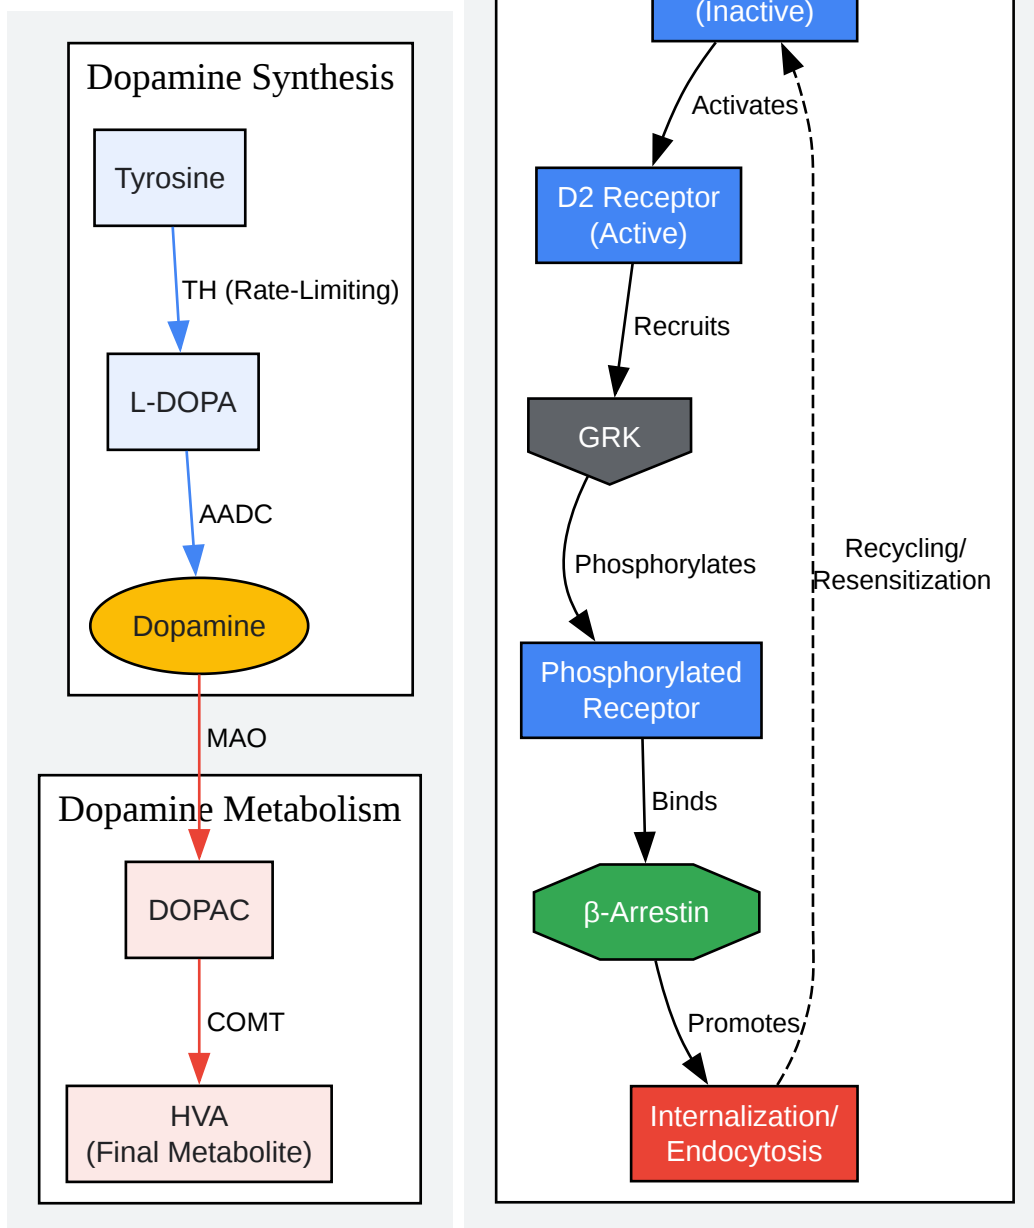 Dopamine Synthesis
Tyrosine
TH (Rate-Limiting)
L-DOPA
AADC
Dopamine
MAO
Dopamine Metabolism
DOPAC
COMT
HVA
(Final Metabolite)
(Inactive)
Activates
D2 Receptor
(Active)
Recruits
GRK
Phosphorylates
Recycling/
Resensitization
Phosphorylated
Receptor
Binds
β-Arrestin
Promotes
Internalization/
Endocytosis